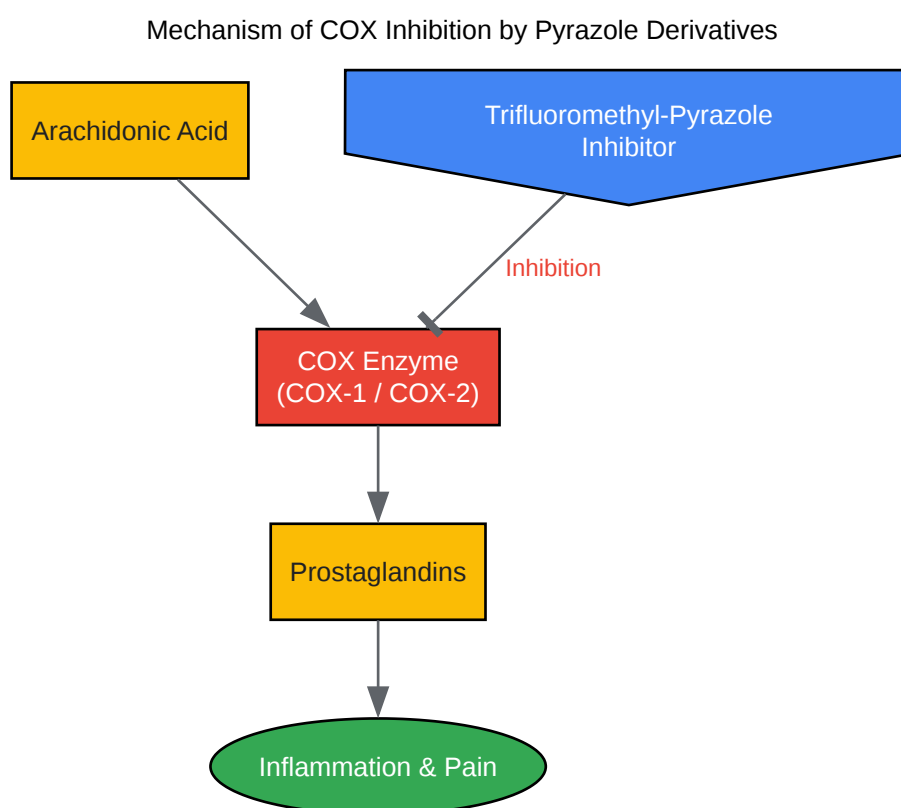 Mechanism of COX Inhibition by Pyrazole Derivatives
Arachidonic Acid
Trifluoromethyl-Pyrazole
Inhibitor
Inhibition
COX Enzyme
(COX-1 / COX-2)
Prostaglandins
Inflammation & Pain